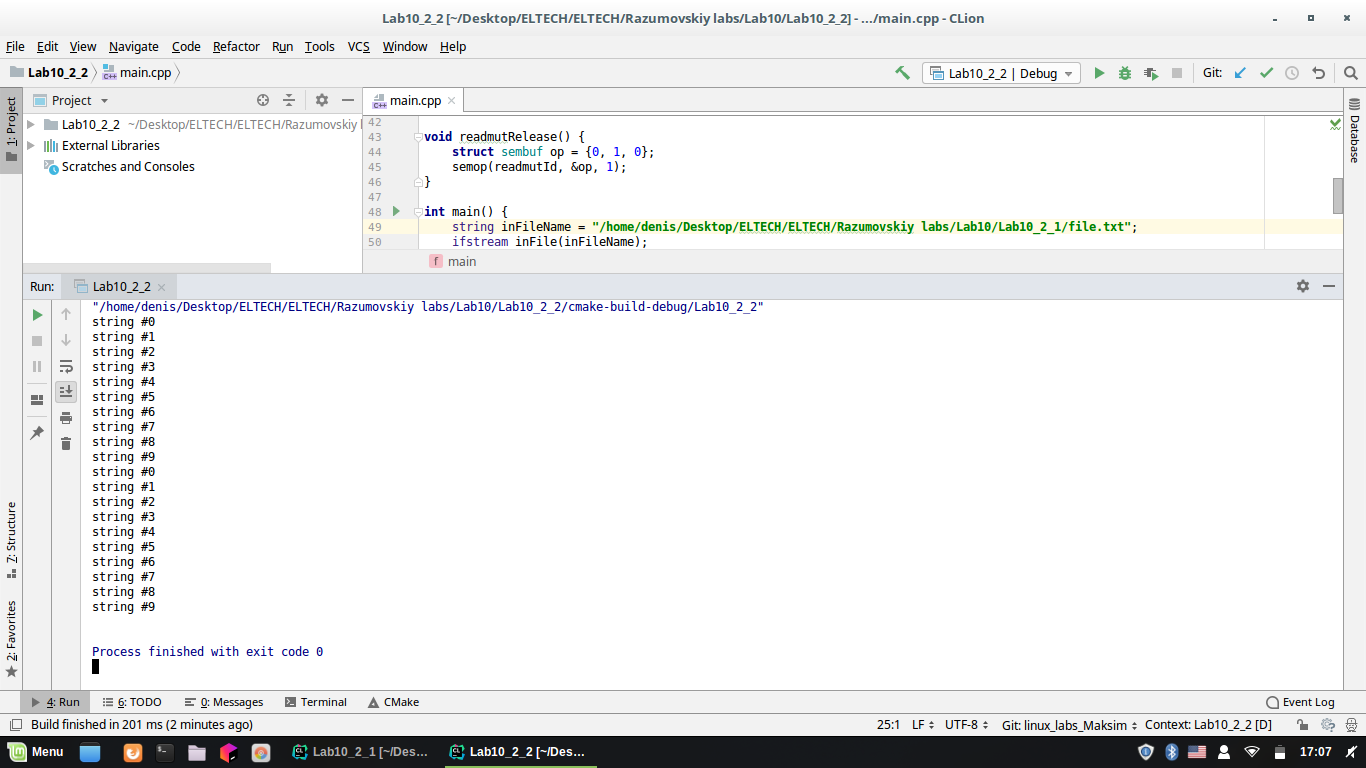 Lab10_2_2 [~/Desktop/ELTECH/ELTECH/Razumovskiy labs/Lab10/Lab10_2_2] - .../main.cpp - CLion
File Edit View Navigate Code Refactor Run Tools VCS Window Help
Lab10_2_2 main.cpp Lab10_2_2 | Debug Git:
1: Project
Project
main.cpp
Database
Lab10_2_2 ~/Desktop/ELTECH/ELTECH/Razumovskiy l
External Libraries
Scratches and Consoles
42
43 void readmutRelease() {
44 struct sembuf op = {0, 1, 0};
45 semop(readmutId, &op, 1);
46 }
47
48 int main() {
49 string inFileName = "/home/denis/Desktop/ELTECH/ELTECH/Razumovskiy labs/Lab10/Lab10_2_1/file.txt";
50 ifstream inFile(inFileName);
f main
Run: Lab10_2_2
"/home/denis/Desktop/ELTECH/ELTECH/Razumovskiy labs/Lab10/Lab10_2_2/cmake-build-debug/Lab10_2_2"
string #0
string #1
string #2
string #3
string #4
string #5
string #6
string #7
string #8
string #9
string #0
string #1
string #2
string #3
string #4
string #5
string #6
string #7
string #8
string #9
Process finished with exit code 0
7: Structure
2: Favorites
4: Run 6: TODO 0: Messages Terminal CMake Event Log
Build finished in 201 ms (2 minutes ago) 25:1 LF UTF-8 Git: linux_labs_Maksim Context: Lab10_2_2 [D]
Menu Lab10_2_1 [~/Des... Lab10_2_2 [~/Des... 17:07